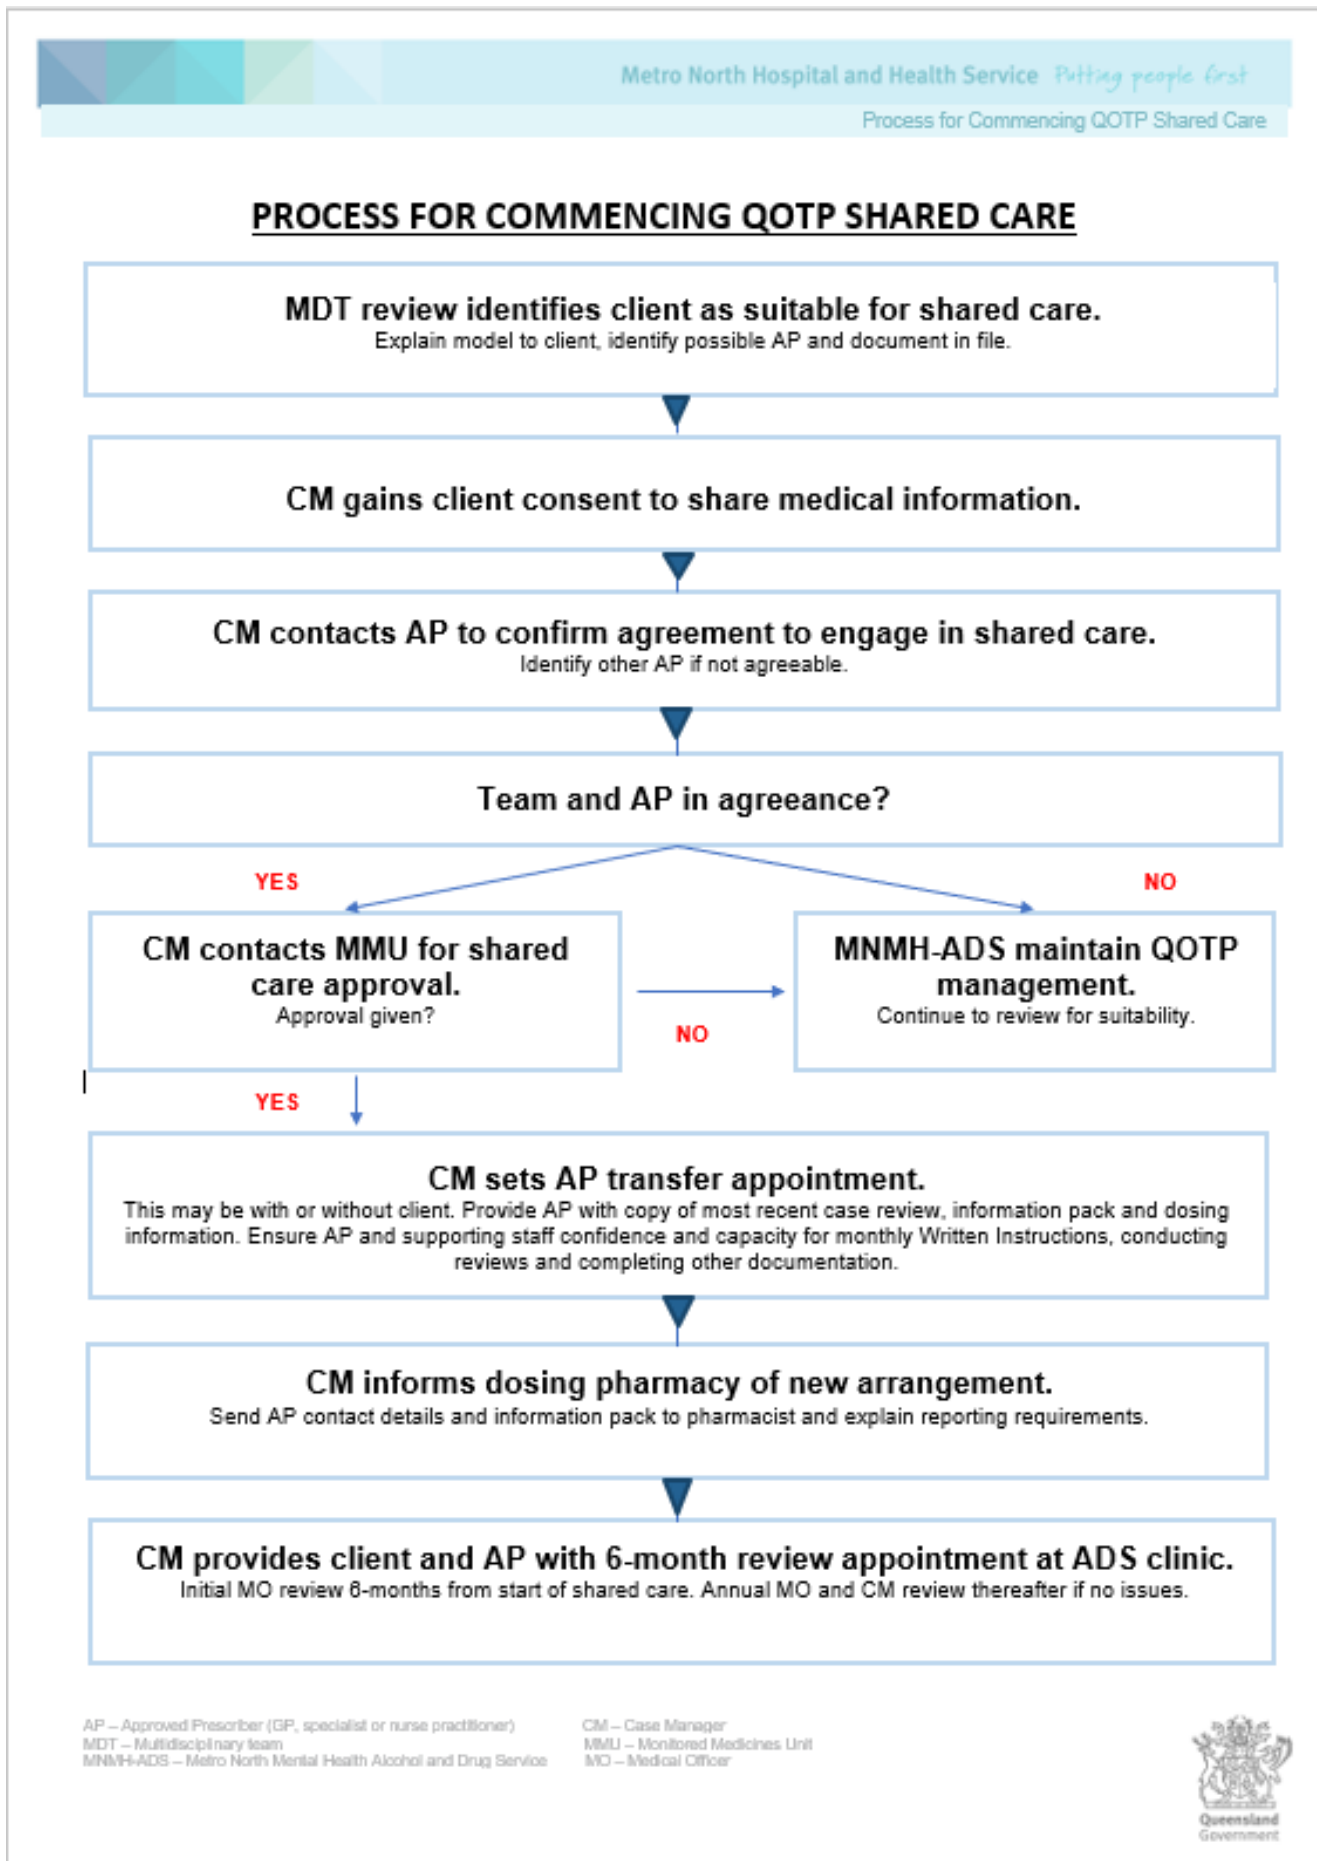 Metro North Hospital and Health Service Putting people first
Process for Commencing QOTP Shared Care
PROCESS FOR COMMENCING QOTP SHARED CARE
MDT review identifies client as suitable for shared care.
Explain model to client, identify possible AP and document in file.
CM gains client consent to share medical information.
CM contacts AP to confirm agreement to engage in shared care.
Identify other AP if not agreeable.
Team and AP in agreeance?
YES
NO
CM contacts MMU for shared
care approval.
Approval given?
NO
MNMH-ADS maintain QOTP
management.
Continue to review for suitability.
YES
CM sets AP transfer appointment.
This may be with or without client. Provide AP with copy of most recent case review, information pack and dosing
information. Ensure AP and supporting staff confidence and capacity for monthly Written Instructions, conducting
reviews and completing other documentation.
CM informs dosing pharmacy of new arrangement.
Send AP contact details and information pack to pharmacist and explain reporting requirements.
CM provides client and AP with 6-month review appointment at ADS clinic.
Initial MO review 6-months from start of shared care. Annual MO and CM review thereafter if no issues.
AP – Approved Prescriber (GP, specialist or nurse practitioner)
MDT – Multidisciplinary team
MNMH-ADS – Metro North Mental Health Alcohol and Drug Service
CM – Case Manager
MMU – Monitored Medicines Unit
MO – Medical Officer
Queensland
Government